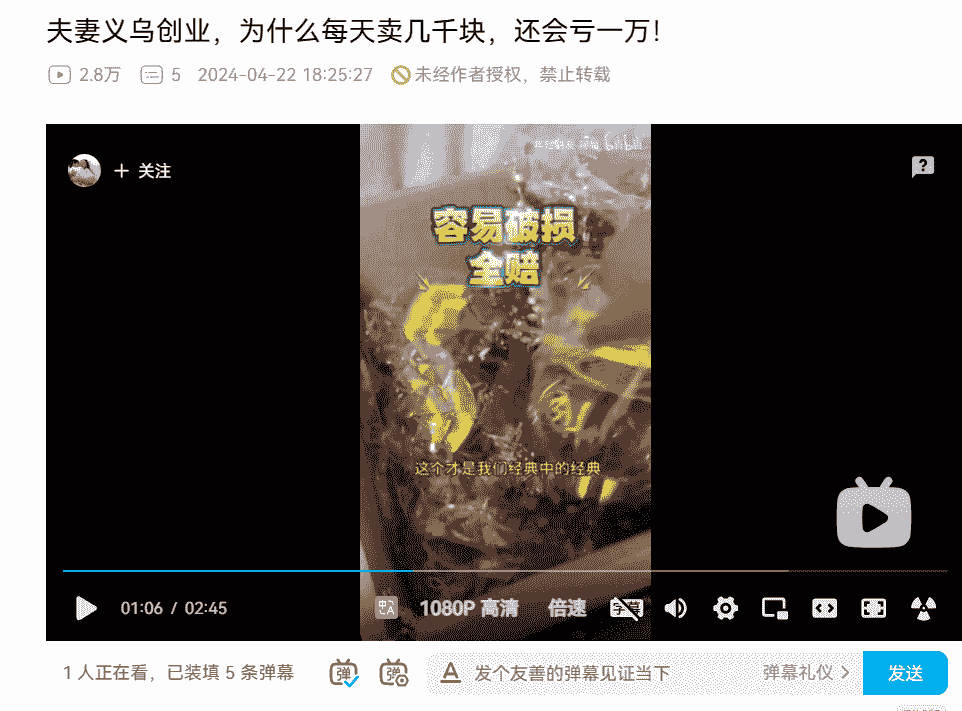 夫妻义乌创业，为什么每天卖几千块，还会亏一万！
2.8万 5 2024-04-22 18:25:27 未经作者授权，禁止转载
bilibili
+ 关注
?
容易破损
全赔
这个才是我们经典中的经典
01:06 / 02:45 1080P 高清 倍速 字幕
1 人正在看，已装填 5 条弹幕 弹 弹 A 发个友善的弹幕见证当下 弹幕礼仪 > 发送